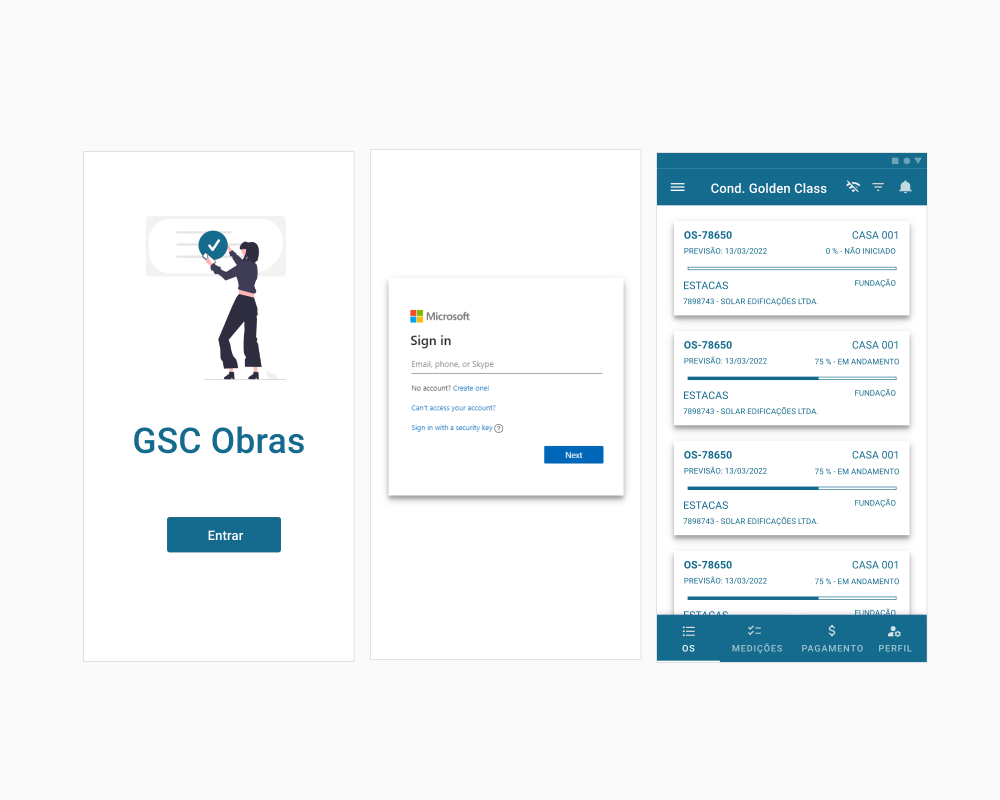 GSC Obras
Entrar
Microsoft
Sign in
Email, phone, or Skype
No account? Create one!
Can't access your account?
Sign in with a security key
Next
Cond. Golden Class
OS-78650 CASA 001
PREVISÃO: 13/03/2022 0 % - NÃO INICIADO
ESTACAS FUNDAÇÃO
7898743 - SOLAR EDIFICAÇÕES LTDA.
OS-78650 CASA 001
PREVISÃO: 13/03/2022 75 % - EM ANDAMENTO
ESTACAS FUNDAÇÃO
7898743 - SOLAR EDIFICAÇÕES LTDA.
OS-78650 CASA 001
PREVISÃO: 13/03/2022 75 % - EM ANDAMENTO
ESTACAS FUNDAÇÃO
7898743 - SOLAR EDIFICAÇÕES LTDA.
OS-78650 CASA 001
PREVISÃO: 13/03/2022 75 % - EM ANDAMENTO
ESTACAS FUNDAÇÃO
OS MEDIÇÕES PAGAMENTO PERFIL